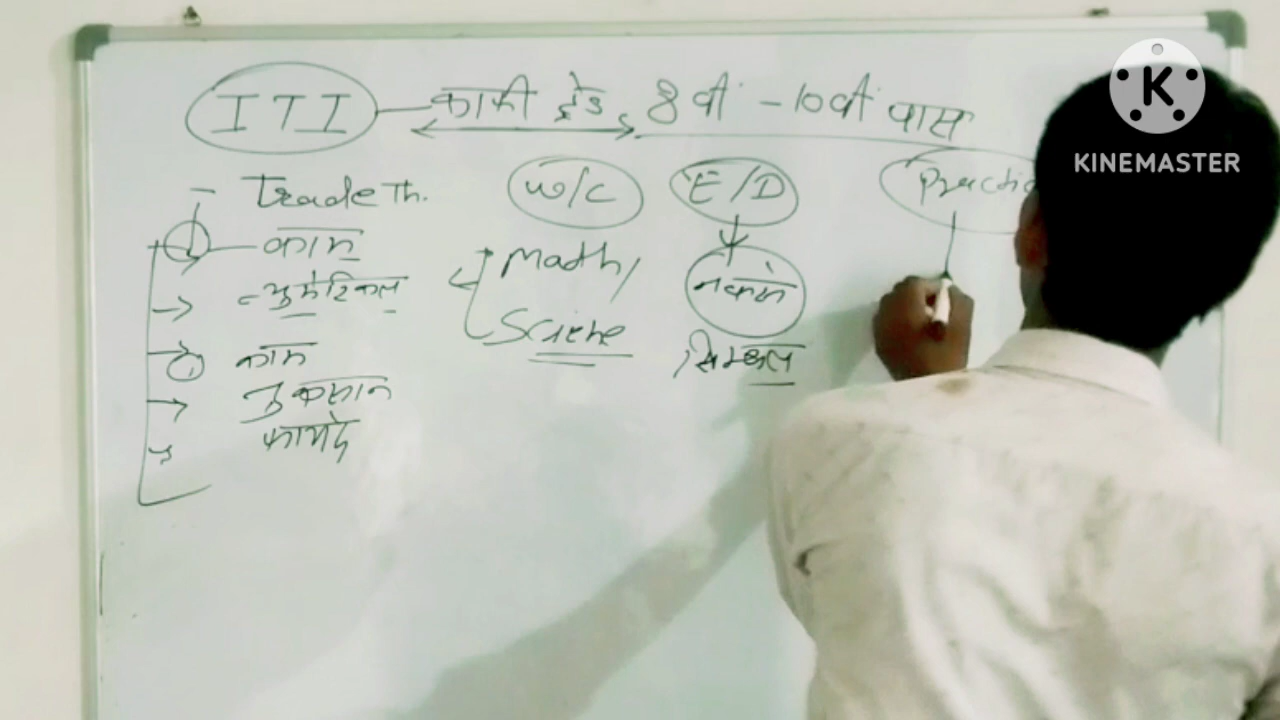 ITI - काफी ट्रेड, 8वीं - 10वीं पास
Trade Th.
W/C
E/D
Practic
काम
Math,
न्युमेरिकल
नक्शे
Science
काम
सिम्बल
नुकसान
फायदे
KINEMASTER